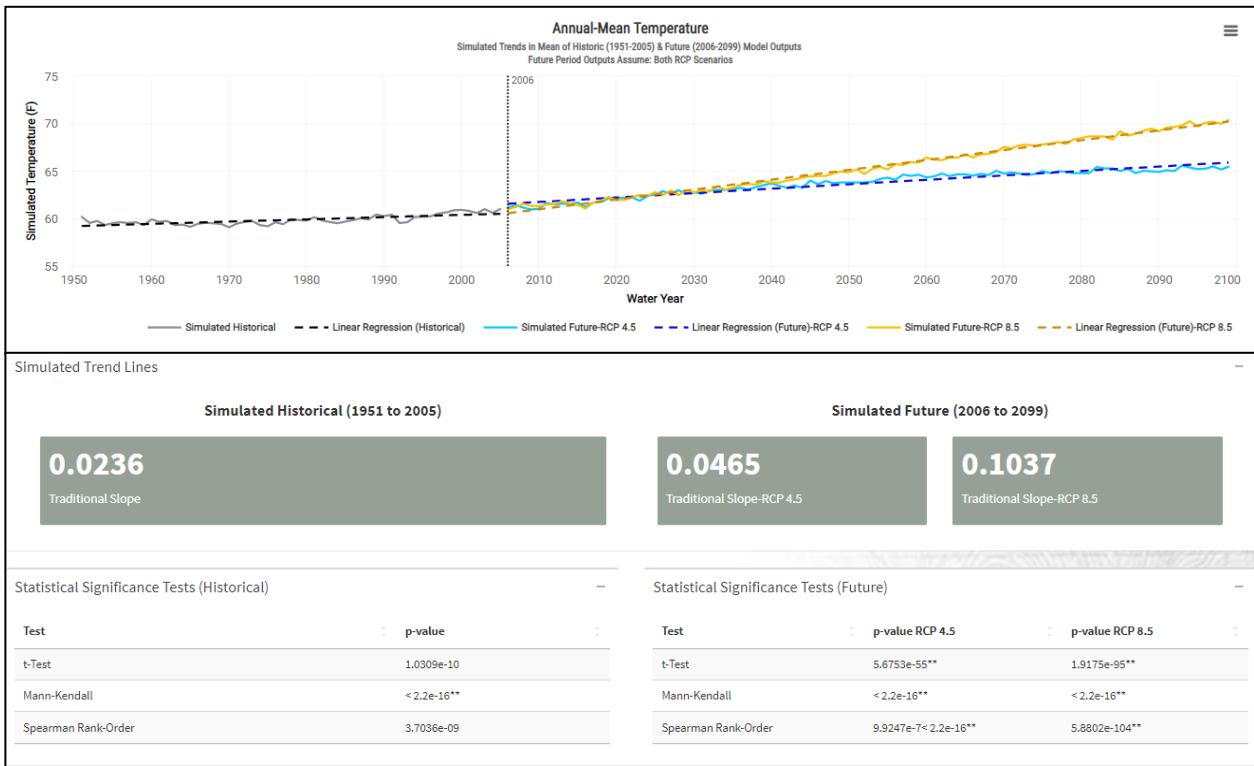 Annual-Mean Temperature
Simulated Trends in Mean of Historic (1951-2005) & Future (2006-2099) Model Outputs
Future Period Outputs Assume: Both RCP Scenarios
75
70
65
60
55
Simulated Temperature (F)
2006
1950 1960 1970 1980 1990 2000 2010 2020 2030 2040 2050 2060 2070 2080 2090 2100
Water Year
Simulated Historical Linear Regression (Historical) Simulated Future-RCP 4.5 Linear Regression (Future)-RCP 4.5 Simulated Future-RCP 8.5 Linear Regression (Future)-RCP 8.5
Simulated Trend Lines
Simulated Historical (1951 to 2005)
0.0236
Traditional Slope
Simulated Future (2006 to 2099)
0.0465
Traditional Slope-RCP 4.5
0.1037
Traditional Slope-RCP 8.5
Statistical Significance Tests (Historical)
Test p-value
t-Test 1.0309e-10
Mann-Kendall < 2.2e-16**
Spearman Rank-Order 3.7036e-09
Statistical Significance Tests (Future)
Test p-value RCP 4.5 p-value RCP 8.5
t-Test 5.6753e-55** 1.9175e-95**
Mann-Kendall < 2.2e-16** < 2.2e-16**
Spearman Rank-Order 9.9247e-7< 2.2e-16** 5.8802e-104**